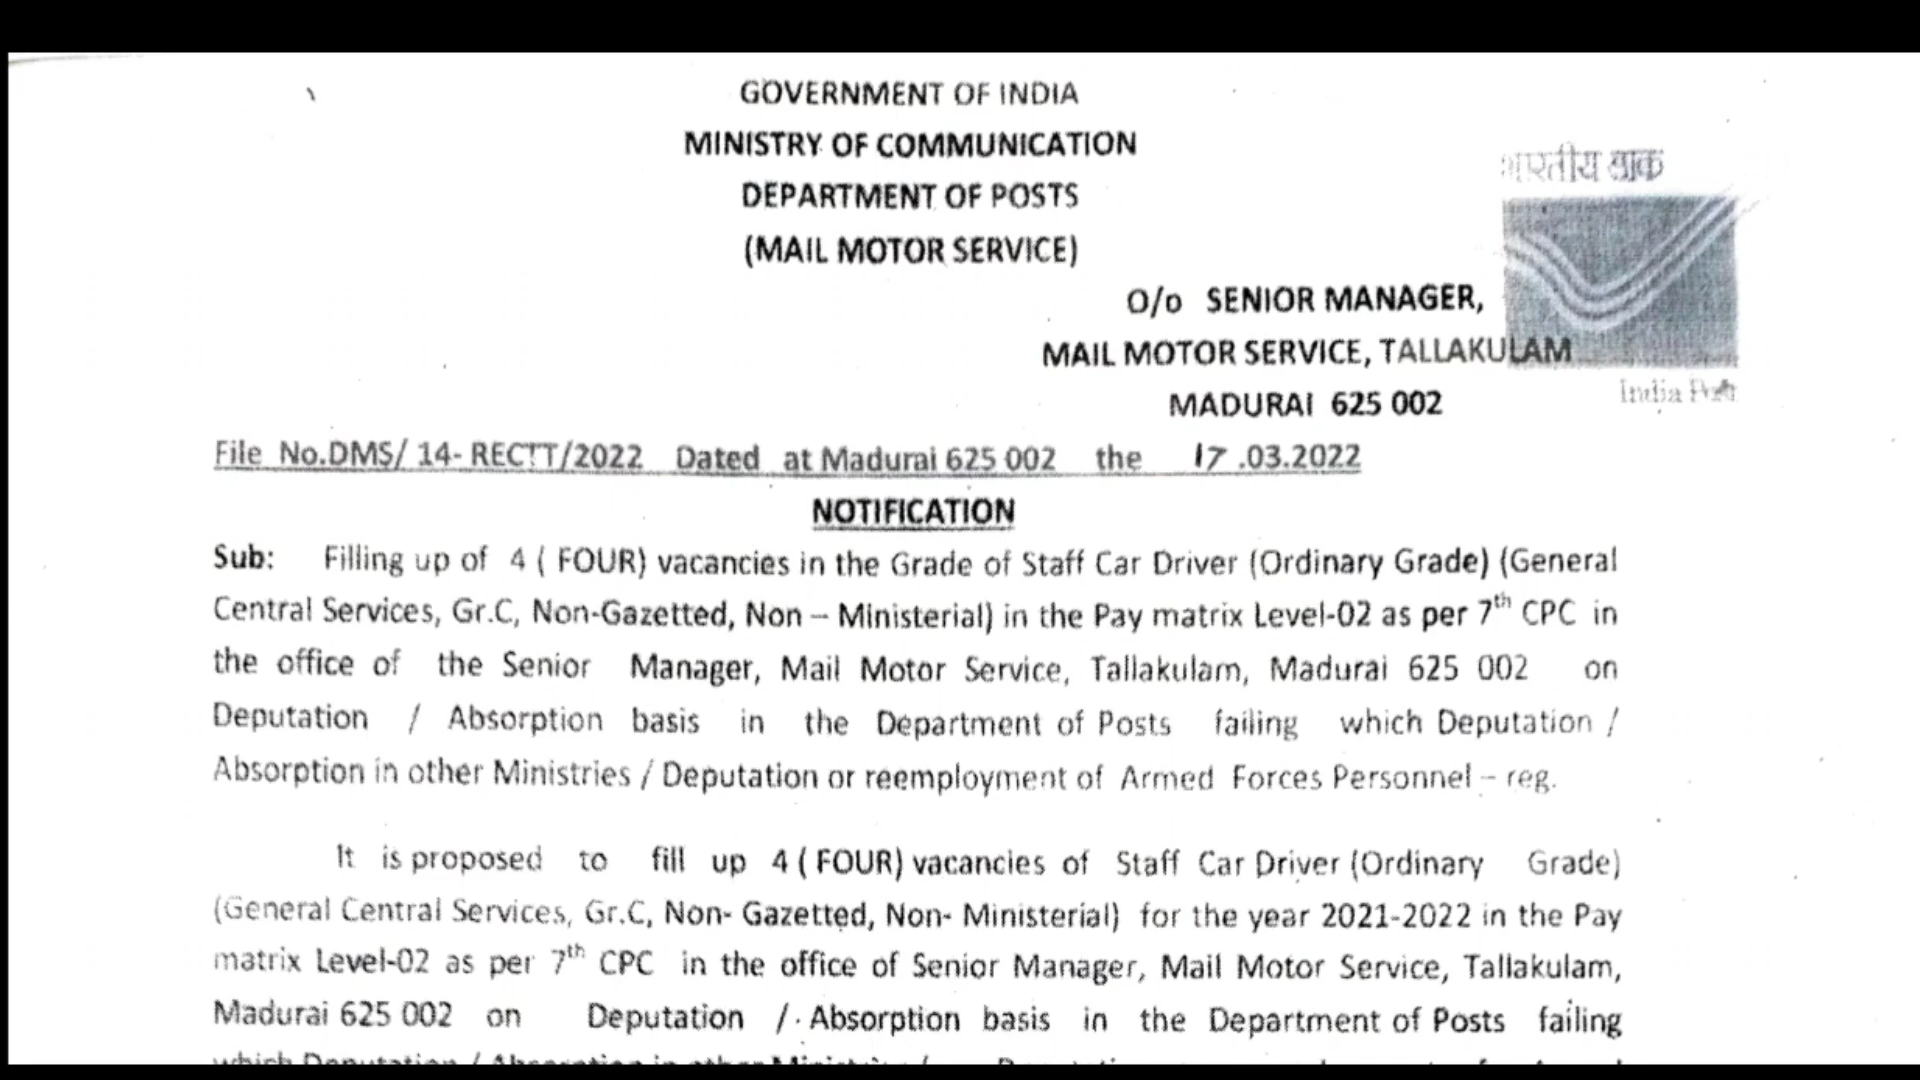 GOVERNMENT OF INDIA
MINISTRY OF COMMUNICATION
DEPARTMENT OF POSTS
(MAIL MOTOR SERVICE)
भारतीय डाक
O/o SENIOR MANAGER,
MAIL MOTOR SERVICE, TALLAKULAM
India Post
MADURAI 625 002
File No.DMS/ 14- RECTT/2022 Dated at Madurai 625 002 the 17 .03.2022
NOTIFICATION
Sub: Filling up of 4 ( FOUR) vacancies in the Grade of Staff Car Driver (Ordinary Grade) (General
Central Services, Gr.C, Non-Gazetted, Non – Ministerial) in the Pay matrix Level-02 as per 7th CPC in
the office of the Senior Manager, Mail Motor Service, Tallakulam, Madurai 625 002 on
Deputation / Absorption basis in the Department of Posts failing which Deputation /
Absorption in other Ministries / Deputation or reemployment of Armed Forces Personnel – reg.
It is proposed to fill up 4 ( FOUR) vacancies of Staff Car Driver (Ordinary Grade)
(General Central Services, Gr.C, Non- Gazetted, Non- Ministerial) for the year 2021-2022 in the Pay
matrix Level-02 as per 7th CPC in the office of Senior Manager, Mail Motor Service, Tallakulam,
Madurai 625 002 on Deputation / Absorption basis in the Department of Posts failing
which Deputation / Absorption in other